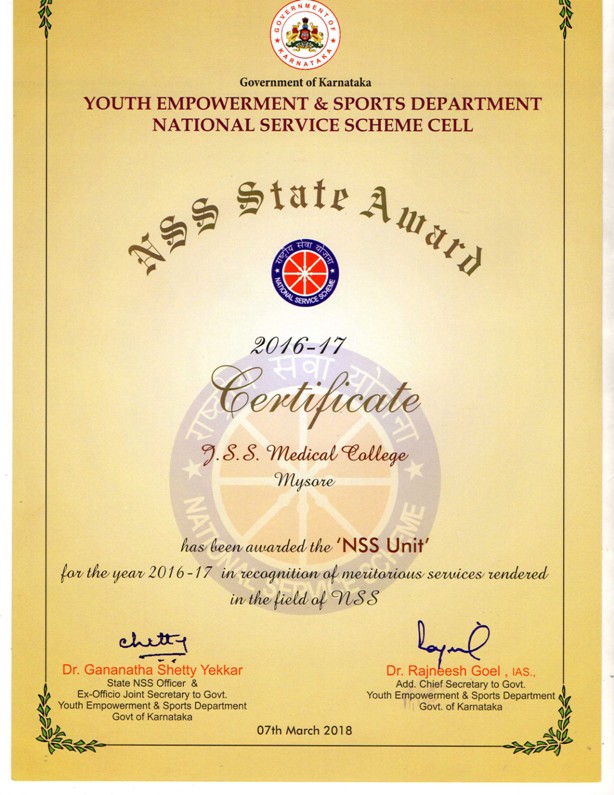 GOVERNMENT OF
KARNATAKA
Government of Karnataka
YOUTH EMPOWERMENT & SPORTS DEPARTMENT
NATIONAL SERVICE SCHEME CELL
NSS State Award
राष्ट्रीय सेवा योजना
NATIONAL SERVICE SCHEME
2016-17
राष्ट्रीय सेवा योजना
Certificate
J.S.S. Medical College
Mysore
NATIONAL SERVICE SCHEME
has been awarded the 'NSS Unit'
for the year 2016-17 in recognition of meritorious services rendered
in the field of NSS
chetty
Dr. Gananatha Shetty Yekkar
State NSS Officer &
Ex-Officio Joint Secretary to Govt.
Youth Empowerment & Sports Department
Govt of Karnataka
Dr. Rajneesh Goel , IAS.,
Add. Chief Secretary to Govt.
Youth Empowerment & Sports Department
Govt. of Karnataka
07th March 2018